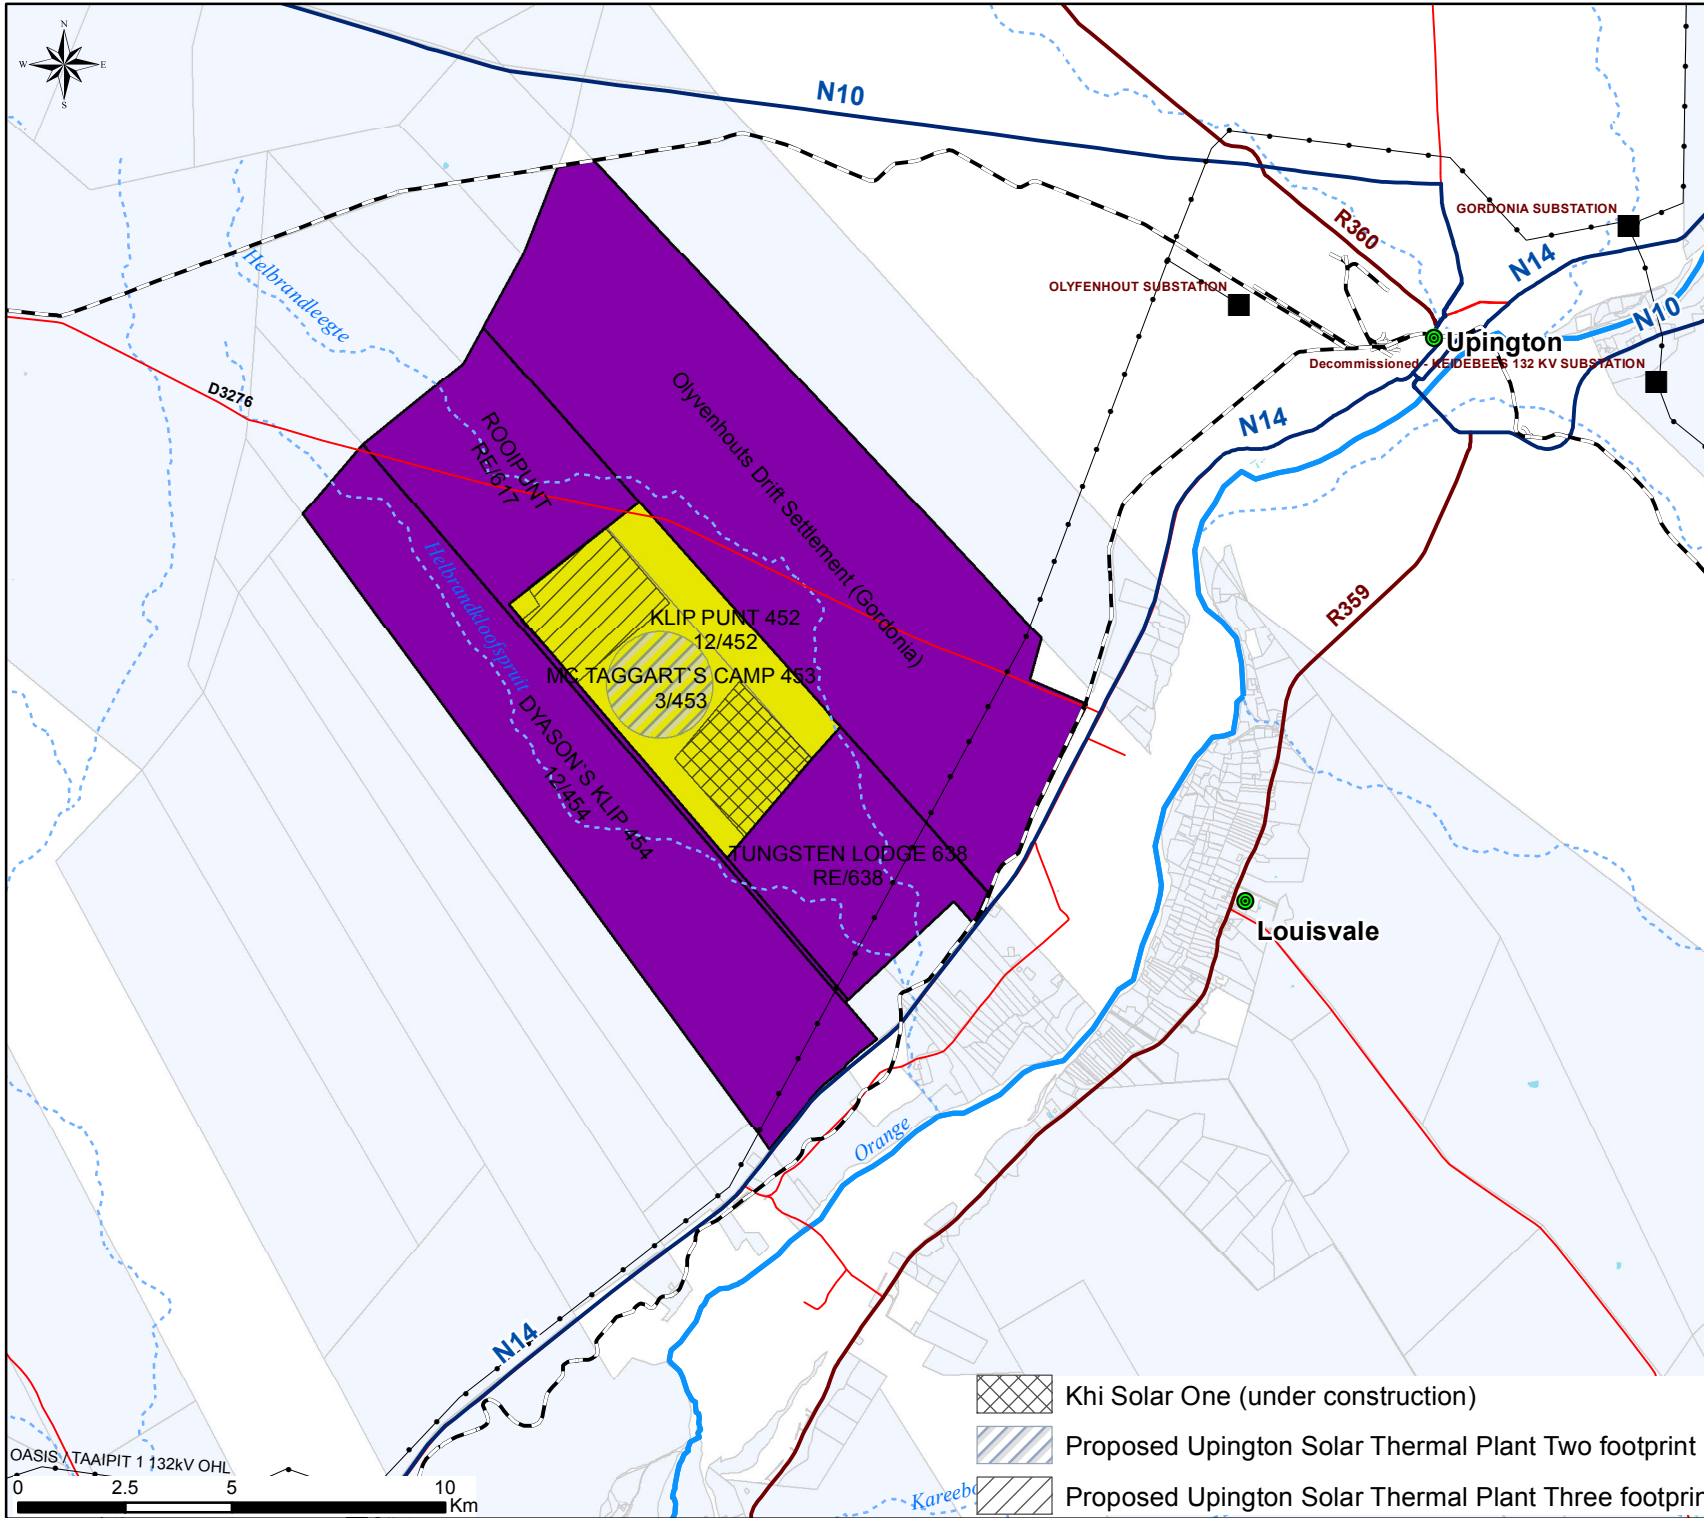 N
W E
S
N10
R360
GORDONIA SUBSTATION
N14
OLYFENHOUT SUBSTATION
N10
Upington
Decommissioned - KEIDEBEES 132 KV SUBSTATION
Helbrandleegte
D3276
N14
ROOIPUNT
RE/617
Olyvenhouts Drift Settlement (Gordonia)
Helbrandkloofspruit
R359
KLIP PUNT 452
12/452
MC TAGGART`S CAMP 453
3/453
DYASON`S KLIP 454
12/454
TUNGSTEN LODGE 638
RE/638
Louisvale
Orange
N14
Khi Solar One (under construction)
Proposed Upington Solar Thermal Plant Two footprint
Proposed Upington Solar Thermal Plant Three footprin
OASIS / TAAIPIT 1 132kV OHL
0 2.5 5 10
Km